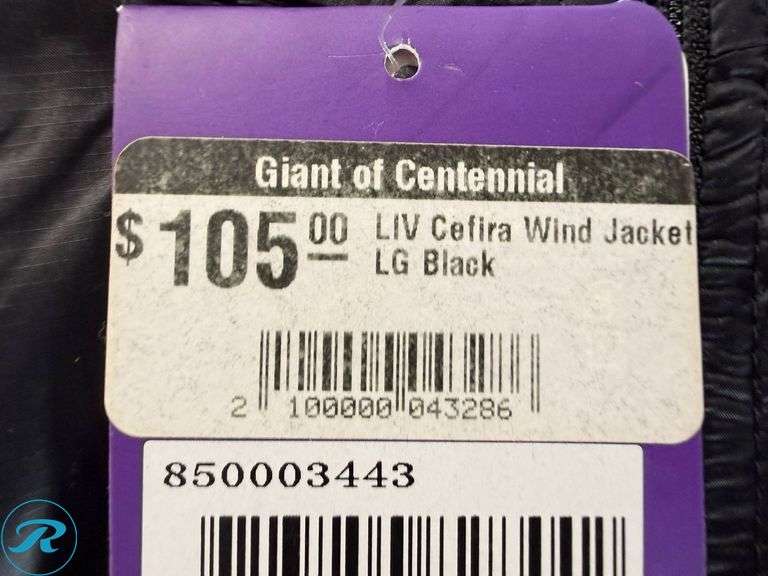 Giant of Centennial
$105.00 LIV Cefira Wind Jacket
LG Black
2 100000 043286
850003443
R